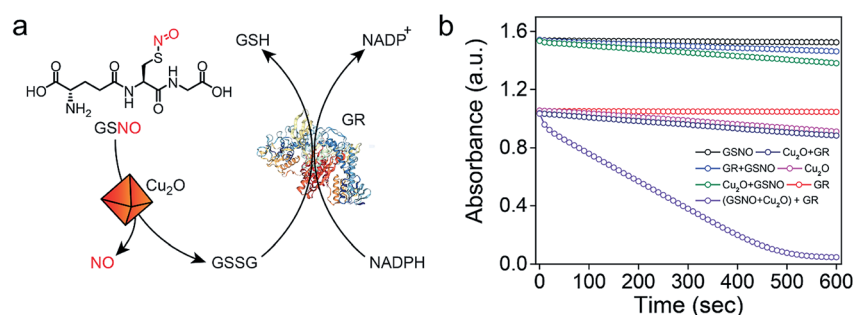 a
O
N
S
O
O
HO
OH
N
H
H
N
NH2
O
O
GSNO
Cu2O
NO
GSSG
GSH
NADP+
GR
NADPH
b
Absorbance (a.u.)
1.6
1.2
0.8
0.4
0.0
GSNO Cu2O+GR
GR+GSNO Cu2O
Cu2O+GSNO GR
(GSNO+Cu2O) + GR
0 100 200 300 400 500 600
Time (sec)